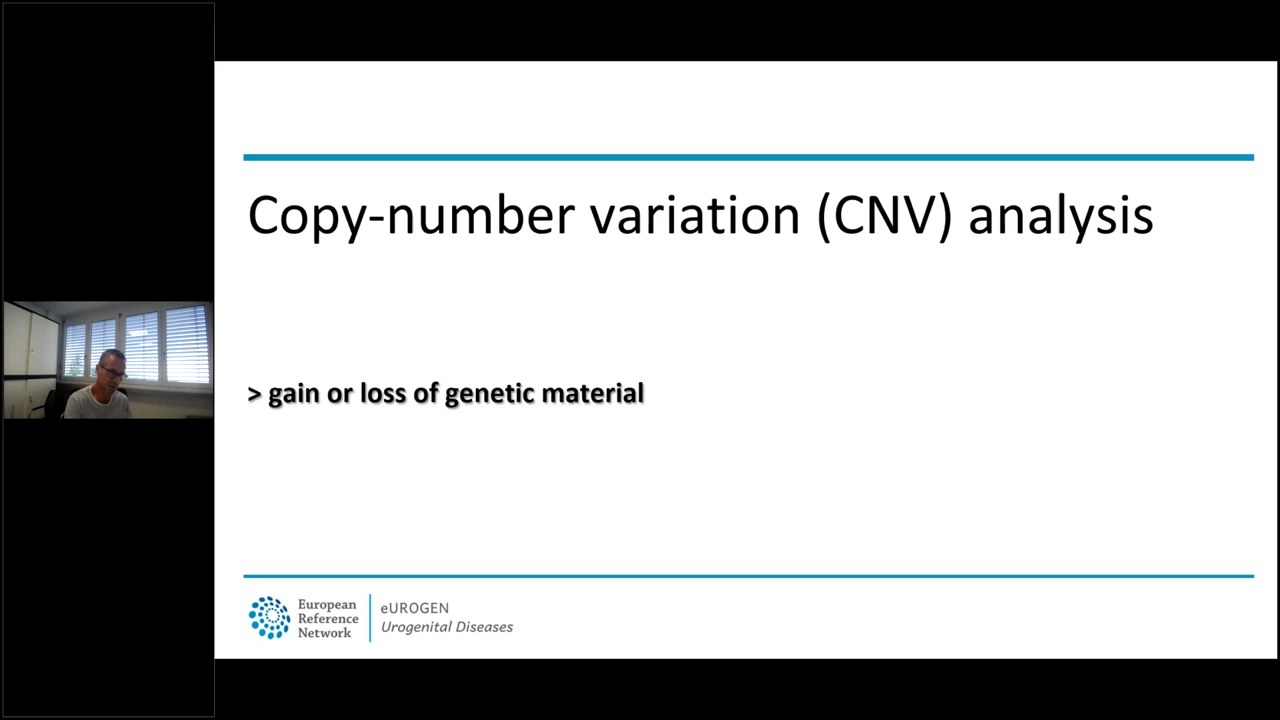 Copy-number variation (CNV) analysis
> gain or loss of genetic material
European
Reference
Network
eUROGEN
Urogenital Diseases